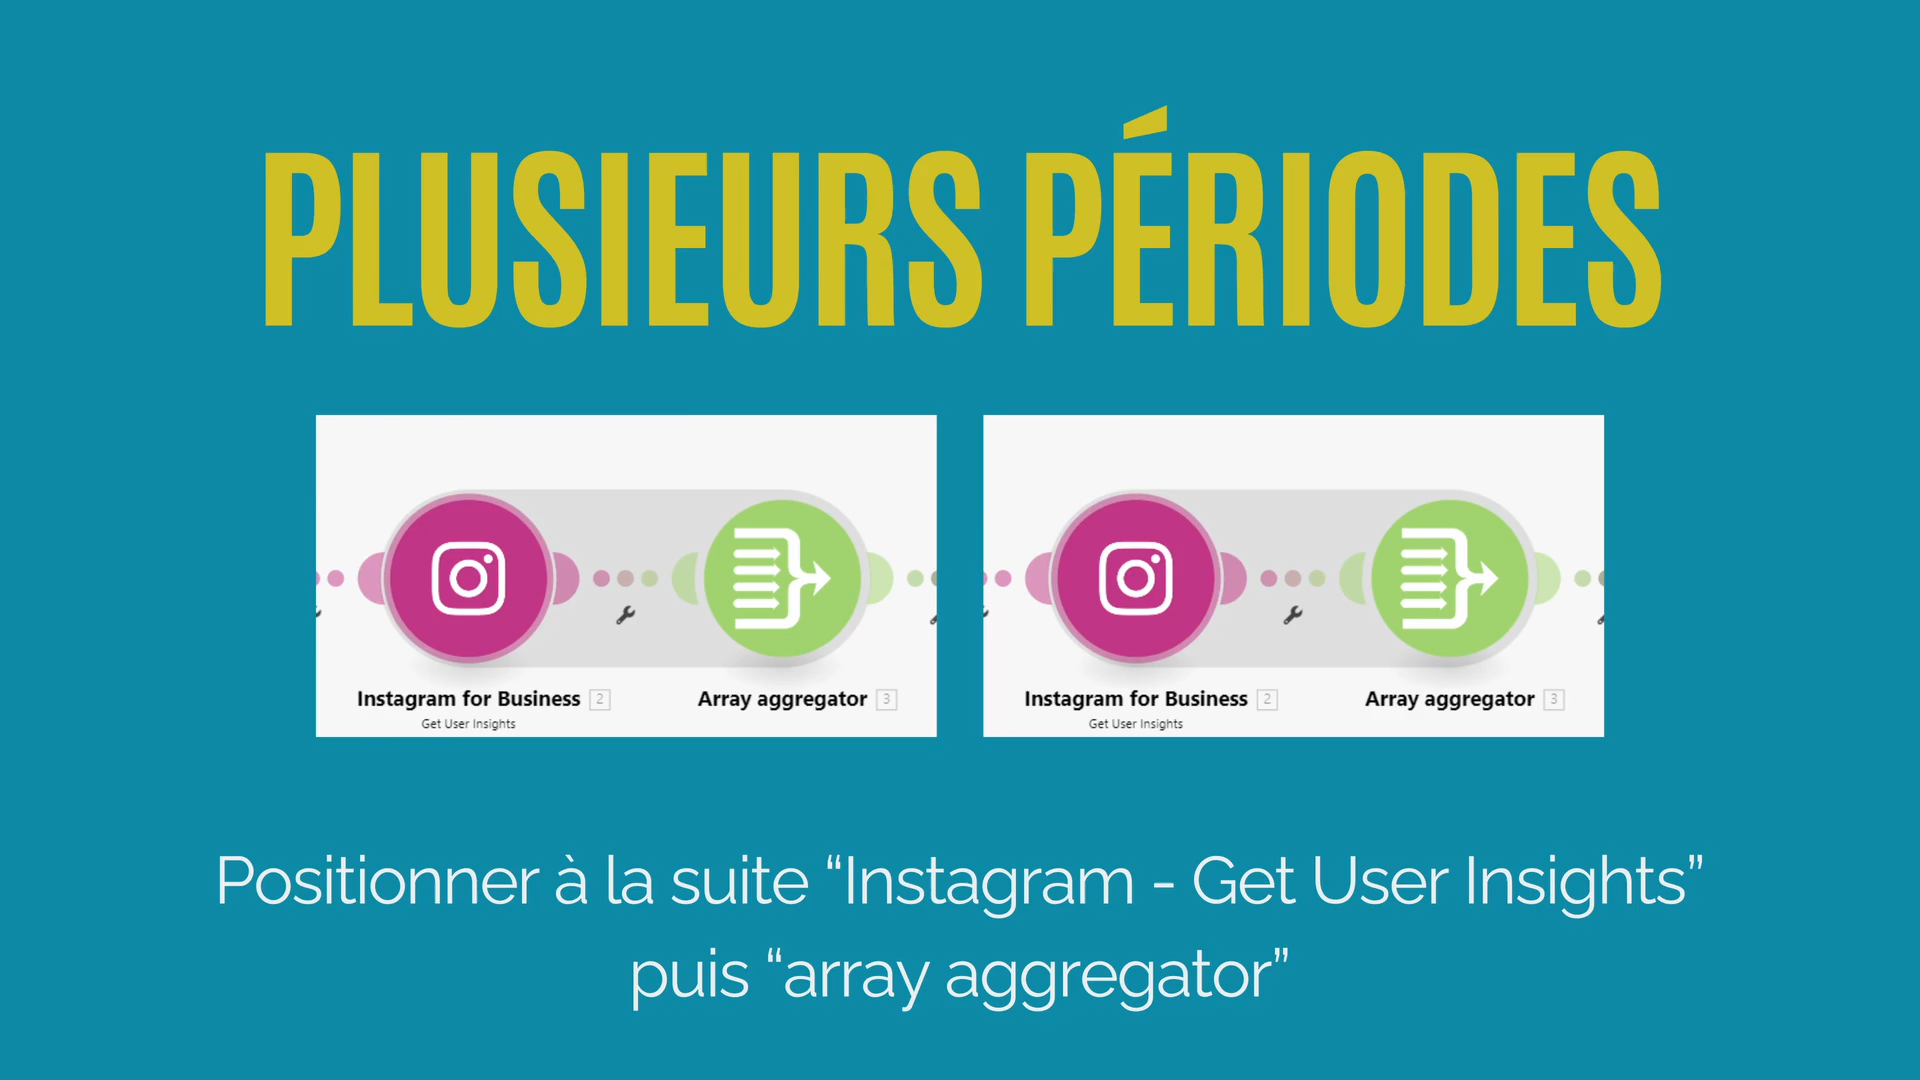 PLUSIEURS PÉRIODES
Instagram for Business 2
Get User Insights
Array aggregator 3
Instagram for Business 2
Get User Insights
Array aggregator 3
Positionner à la suite “Instagram - Get User Insights”
puis “array aggregator”